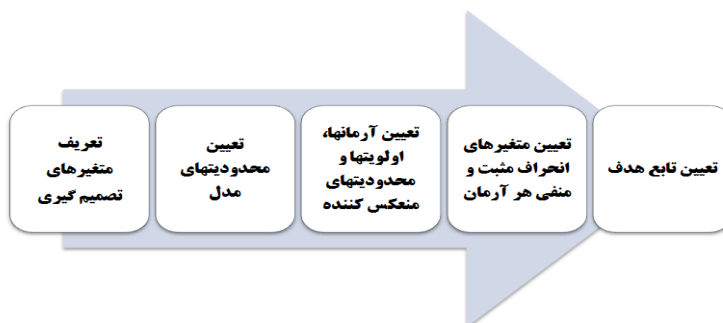 تعریف
متغیرهای
تصمیم گیری
تعیین
محدودیتهای
مدل
تعیین آرمانها،
اولویتها و
محدودیتهای
منعکس کننده
تعیین متغیرهای
انحراف مثبت و
منفی هر آرمان
تعیین تابع هدف